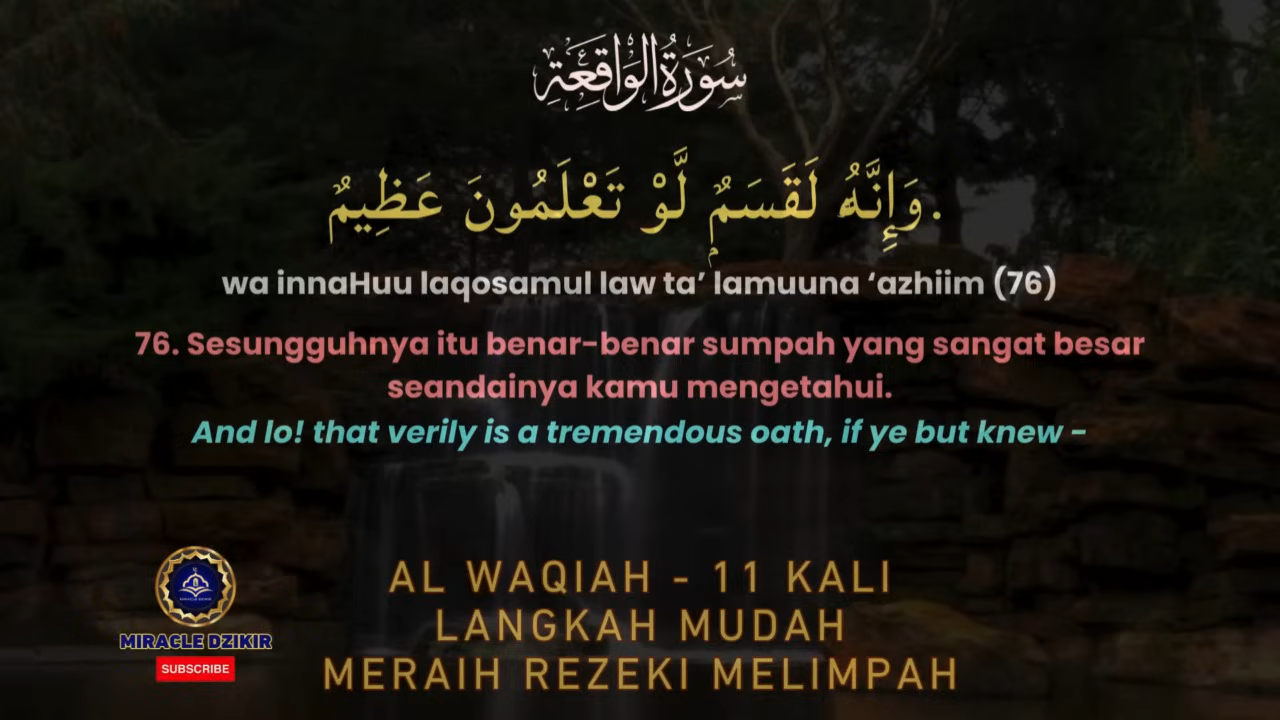 سُورَةُ الْوَاقِعَةِ
.وَإِنَّهُ لَقَسَمٌ لَّوْ تَعْلَمُونَ عَظِيمٌ
wa innaHuu laqosamul law ta’ lamuuna ‘azhiim (76)
76. Sesungguhnya itu benar-benar sumpah yang sangat besar
seandainya kamu mengetahui.
And lo! that verily is a tremendous oath, if ye but knew -
AL WAQIAH - 11 KALI
LANGKAH MUDAH
MERAIH REZEKI MELIMPAH
MIRACLE DZIKIR
SUBSCRIBE